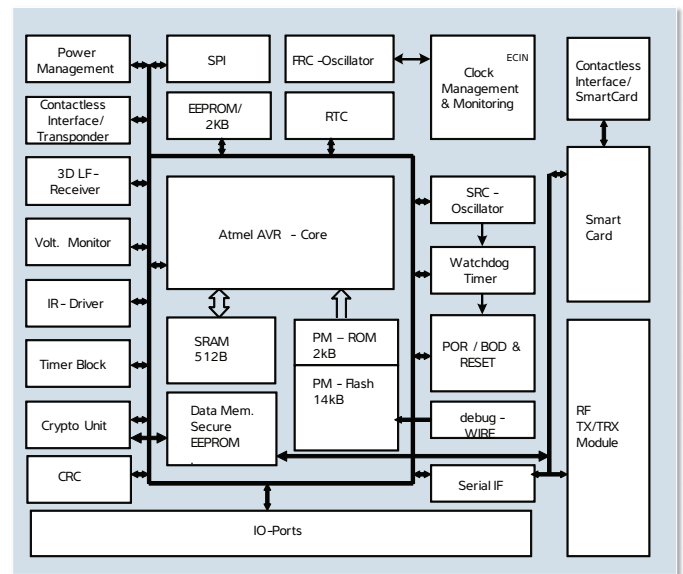 Power
Management
SPI
FRC -Oscillator
ECIN
Clock
Management
& Monitoring
Contactless
Interface/
SmartCard
Contactless
Interface/
Transponder
EEPROM/
2KB
RTC
3D LF-
Receiver
Atmel AVR - Core
SRC -
Oscillator
Smart
Card
Volt. Monitor
Watchdog
Timer
IR- Driver
SRAM
512B
PM - ROM
2kB
POR / BOD &
RESET
Timer Block
PM - Flash
14kB
Data Mem.
Secure
EEPROM
debug -
WIRE
RF
TX/TRX
Module
Crypto Unit
CRC
Serial IF
IO-Ports